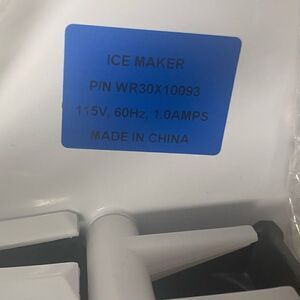 ICE MAKER
P/N WR30X10093
115V, 60Hz, 1.0AMPS
MADE IN CHINA